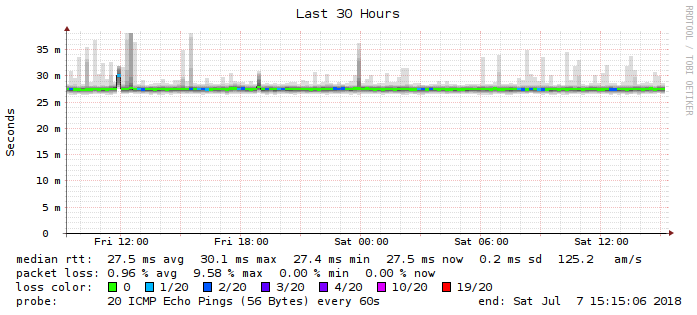 Last 30 Hours
RRDTOOL / TOBI OETIKER
Seconds
35 m
30 m
25 m
20 m
15 m
10 m
5 m
0
Fri 12:00 Fri 18:00 Sat 00:00 Sat 06:00 Sat 12:00
median rtt: 27.5 ms avg 30.1 ms max 27.4 ms min 27.5 ms now 0.2 ms sd 125.2 am/s
packet loss: 0.96 % avg 9.58 % max 0.00 % min 0.00 % now
loss color: 0 1/20 2/20 3/20 4/20 10/20 19/20
probe: 20 ICMP Echo Pings (56 Bytes) every 60s end: Sat Jul 7 15:15:06 2018